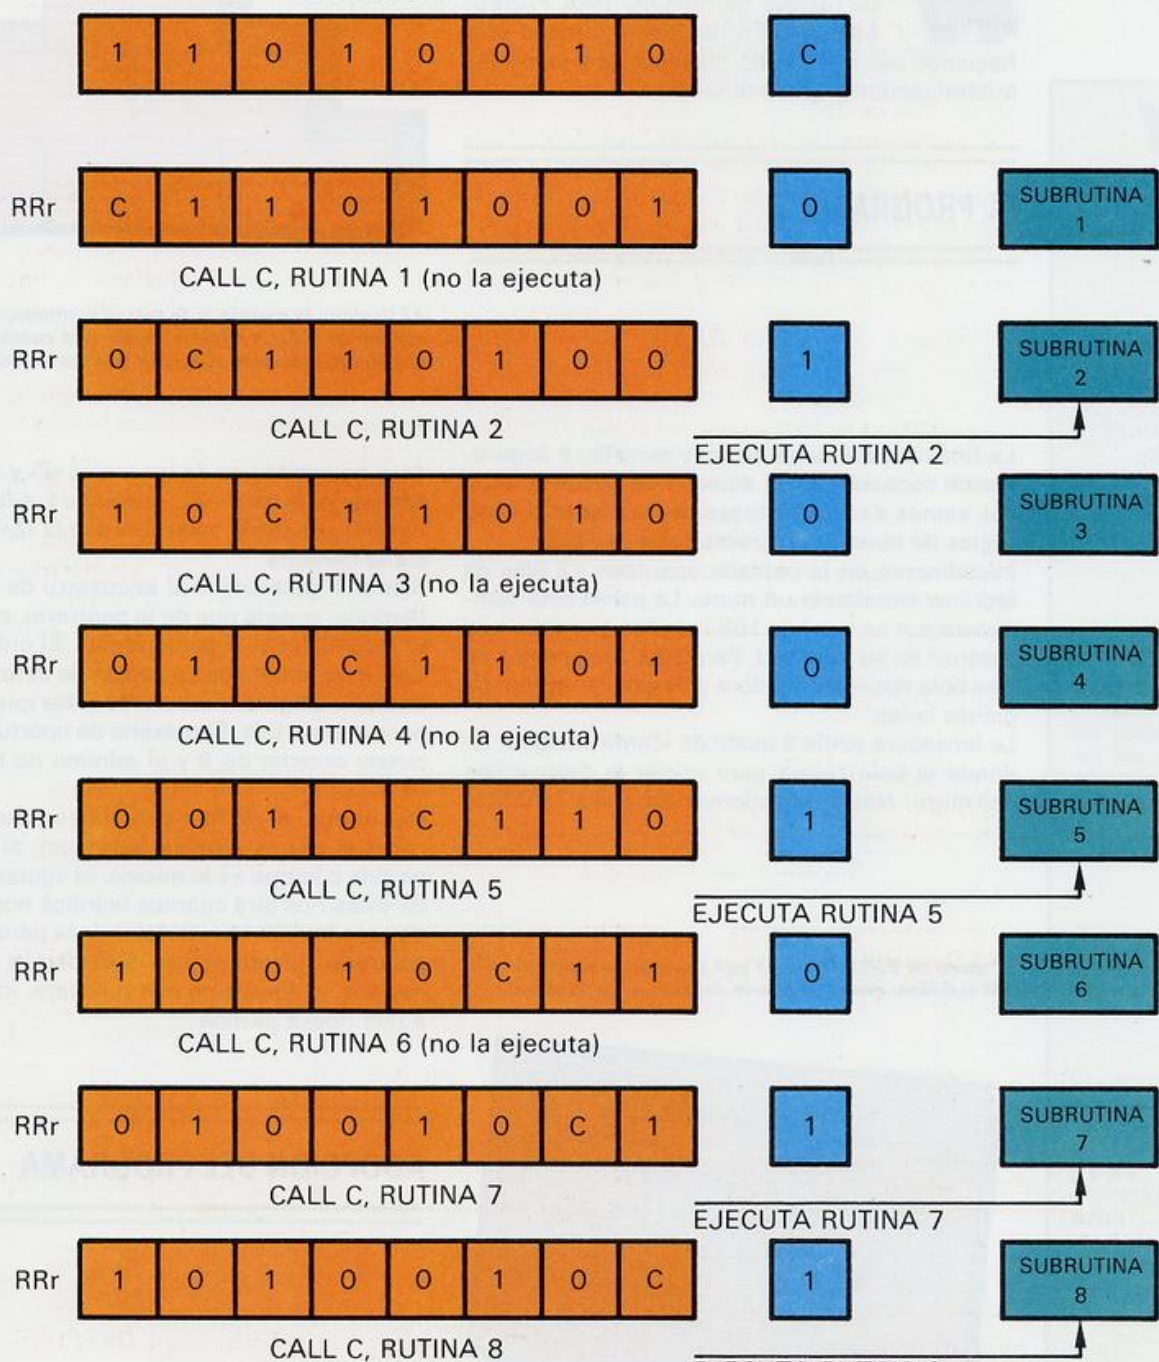 1 1 0 1 0 0 1 0 C
RRr C 1 1 0 1 0 0 1 0 SUBRUTINA 1
CALL C, RUTINA 1 (no la ejecuta)
RRr 0 C 1 1 0 1 0 0 1 SUBRUTINA 2
CALL C, RUTINA 2
EJECUTA RUTINA 2
RRr 1 0 C 1 1 0 1 0 0 SUBRUTINA 3
CALL C, RUTINA 3 (no la ejecuta)
RRr 0 1 0 C 1 1 0 1 0 SUBRUTINA 4
CALL C, RUTINA 4 (no la ejecuta)
RRr 0 0 1 0 C 1 1 0 1 SUBRUTINA 5
CALL C, RUTINA 5
EJECUTA RUTINA 5
RRr 1 0 0 1 0 C 1 1 0 SUBRUTINA 6
CALL C, RUTINA 6 (no la ejecuta)
RRr 0 1 0 0 1 0 C 1 1 SUBRUTINA 7
CALL C, RUTINA 7
EJECUTA RUTINA 7
RRr 1 0 1 0 0 1 0 C 1 SUBRUTINA 8
CALL C, RUTINA 8